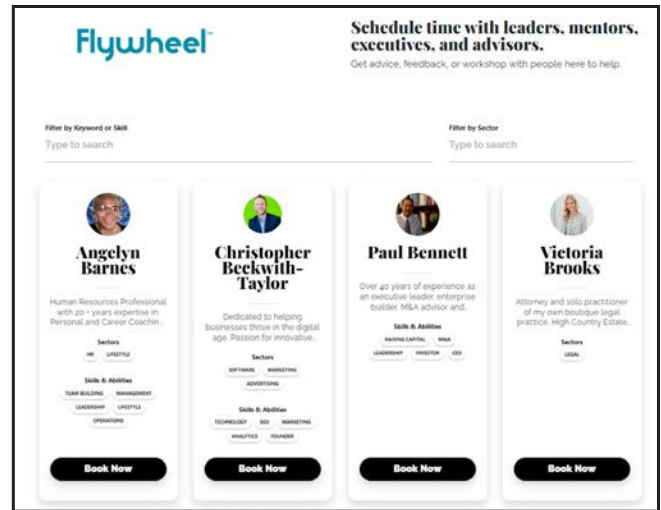 Flywheel™
Schedule time with leaders, mentors,
executives, and advisors.
Get advice, feedback, or workshop with people here to help.
Filter by Keyword or Skill
Type to search
Filter by Sector
Type to search
Angelyn
Barnes
Human Resources Professional
with 20 + years expertise in
Personal and Career Coachin...
Sectors
HR LIFESTYLE
Skills & Abilities
TEAM BUILDING MANAGEMENT
LEADERSHIP LIFESTYLE
OPERATIONS
Book Now
Christopher
Beckwith-
Taylor
Dedicated to helping
businesses thrive in the digital
age. Passion for innovative...
Sectors
SOFTWARE MARKETING
ADVERTISING
Skills & Abilities
TECHNOLOGY SEO MARKETING
ANALYTICS FOUNDER
Book Now
Paul Bennett
Over 40 years of experience as
an executive leader, enterprise
builder, M&A advisor and...
Skills & Abilities
RAISING CAPITAL M&A
LEADERSHIP INVESTOR CEO
Book Now
Victoria
Brooks
Attorney and solo practitioner
of my own boutique legal
practice, High Country Estate...
Sectors
LEGAL
Book Now